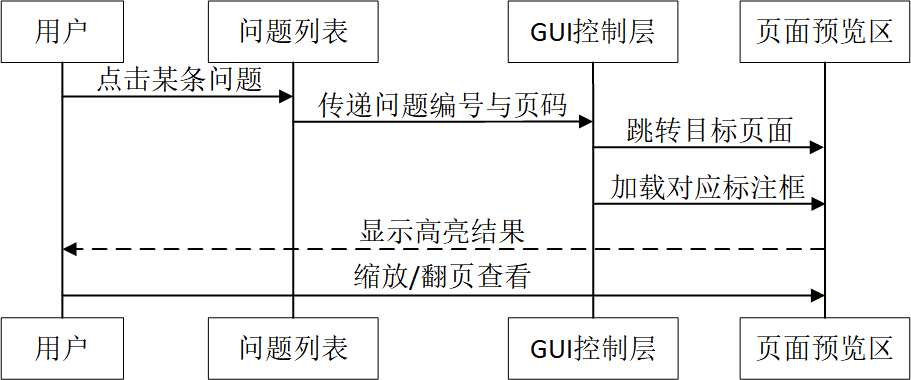 用户
问题列表
GUI控制层
页面预览区
点击某条问题
传递问题编号与页码
跳转目标页面
加载对应标注框
显示高亮结果
缩放/翻页查看
用户
问题列表
GUI控制层
页面预览区